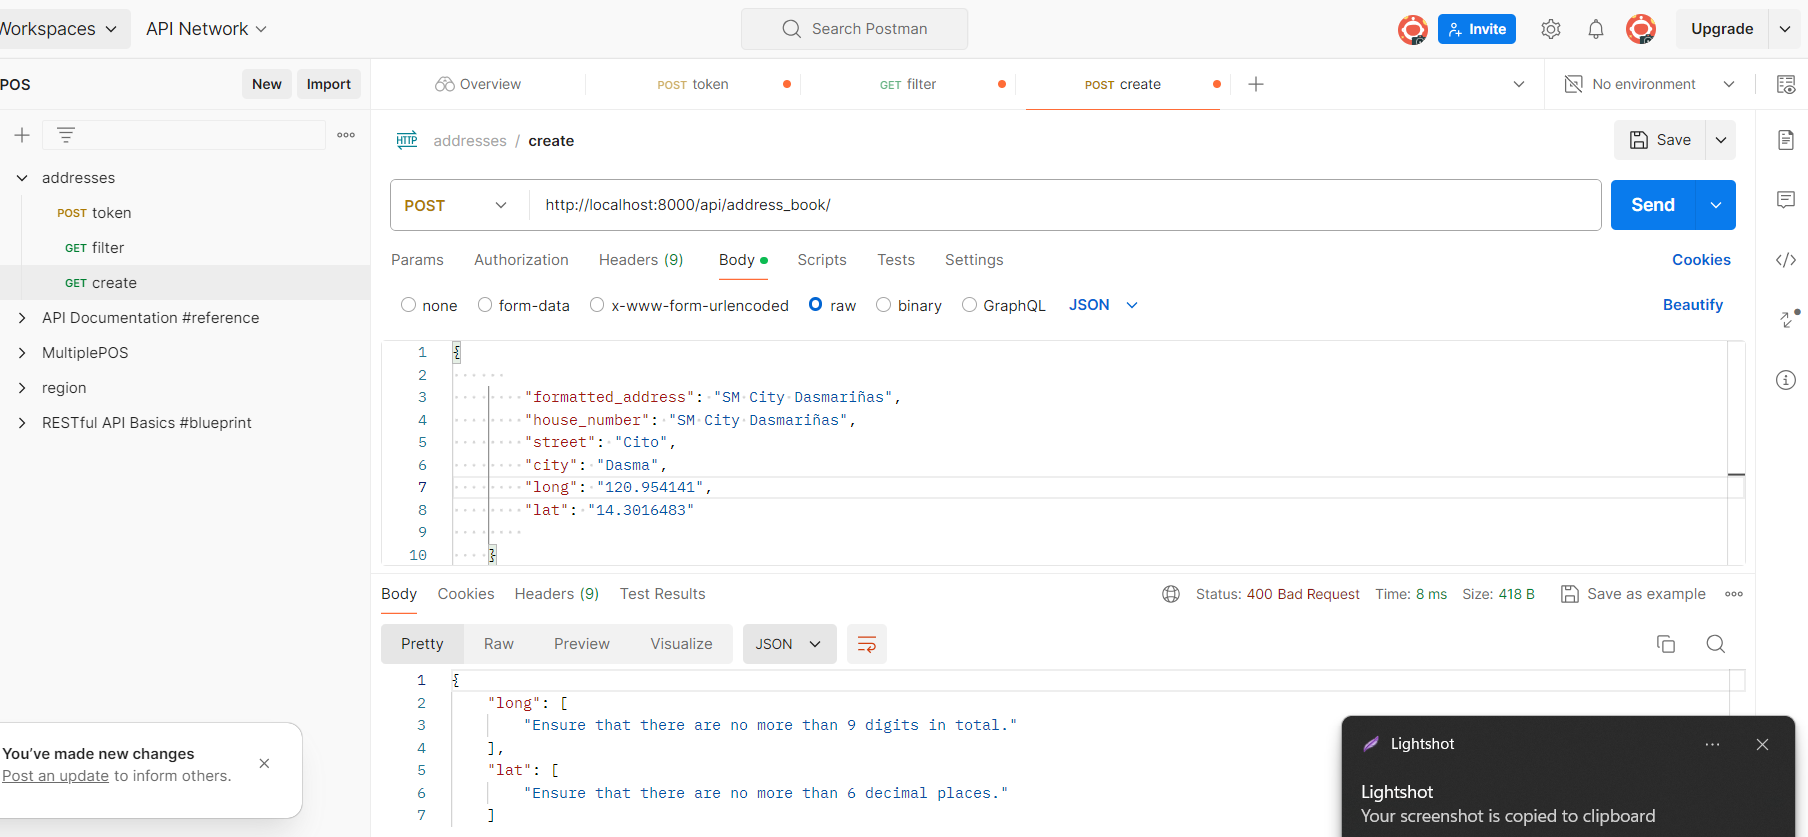 Workspaces API Network Search Postman Invite Upgrade
POS New Import Overview POST token GET filter POST create No environment
HTTP addresses / create Save
addresses
POST token
GET filter
GET create
API Documentation #reference
MultiplePOS
region
RESTful API Basics #blueprint
POST http://localhost:8000/api/address_book/ Send
Params Authorization Headers (9) Body Scripts Tests Settings Cookies
none form-data x-www-form-urlencoded raw binary GraphQL JSON Beautify
1 {
2
3 "formatted_address": "SM City Dasmariñas",
4 "house_number": "SM City Dasmariñas",
5 "street": "Cito",
6 "city": "Dasma",
7 "long": "120.954141",
8 "lat": "14.3016483"
9
10 }
Body Cookies Headers (9) Test Results Status: 400 Bad Request Time: 8 ms Size: 418 B Save as example
Pretty Raw Preview Visualize JSON
1 {
2 "long": [
3 "Ensure that there are no more than 9 digits in total."
4 ],
5 "lat": [
6 "Ensure that there are no more than 6 decimal places."
7 ]
You've made new changes
Post an update to inform others.
Lightshot
Lightshot
Your screenshot is copied to clipboard